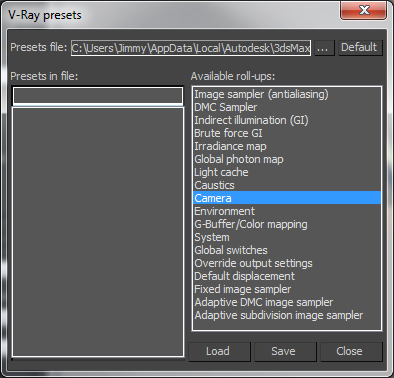 V-Ray presets
Presets file: C:\Users\Jimmy\AppData\Local\Autodesk\3dsMax ... Default
Presets in file:
Available roll-ups:
Image sampler (antialiasing)
DMC Sampler
Indirect illumination (GI)
Brute force GI
Irradiance map
Global photon map
Light cache
Caustics
Camera
Environment
G-Buffer/Color mapping
System
Global switches
Override output settings
Default displacement
Fixed image sampler
Adaptive DMC image sampler
Adaptive subdivision image sampler
Load Save Close